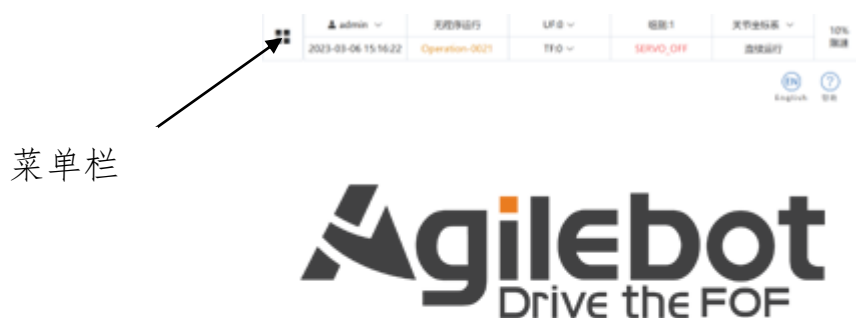 admin 无程序运行 UF:0 组别:1 关节坐标系 10%
2023-03-06 15:16:22 Operation-0021 TF:0 SERVO_OFF 连续运行
EN
English
?
菜单栏
Agilebot
Drive the FOF